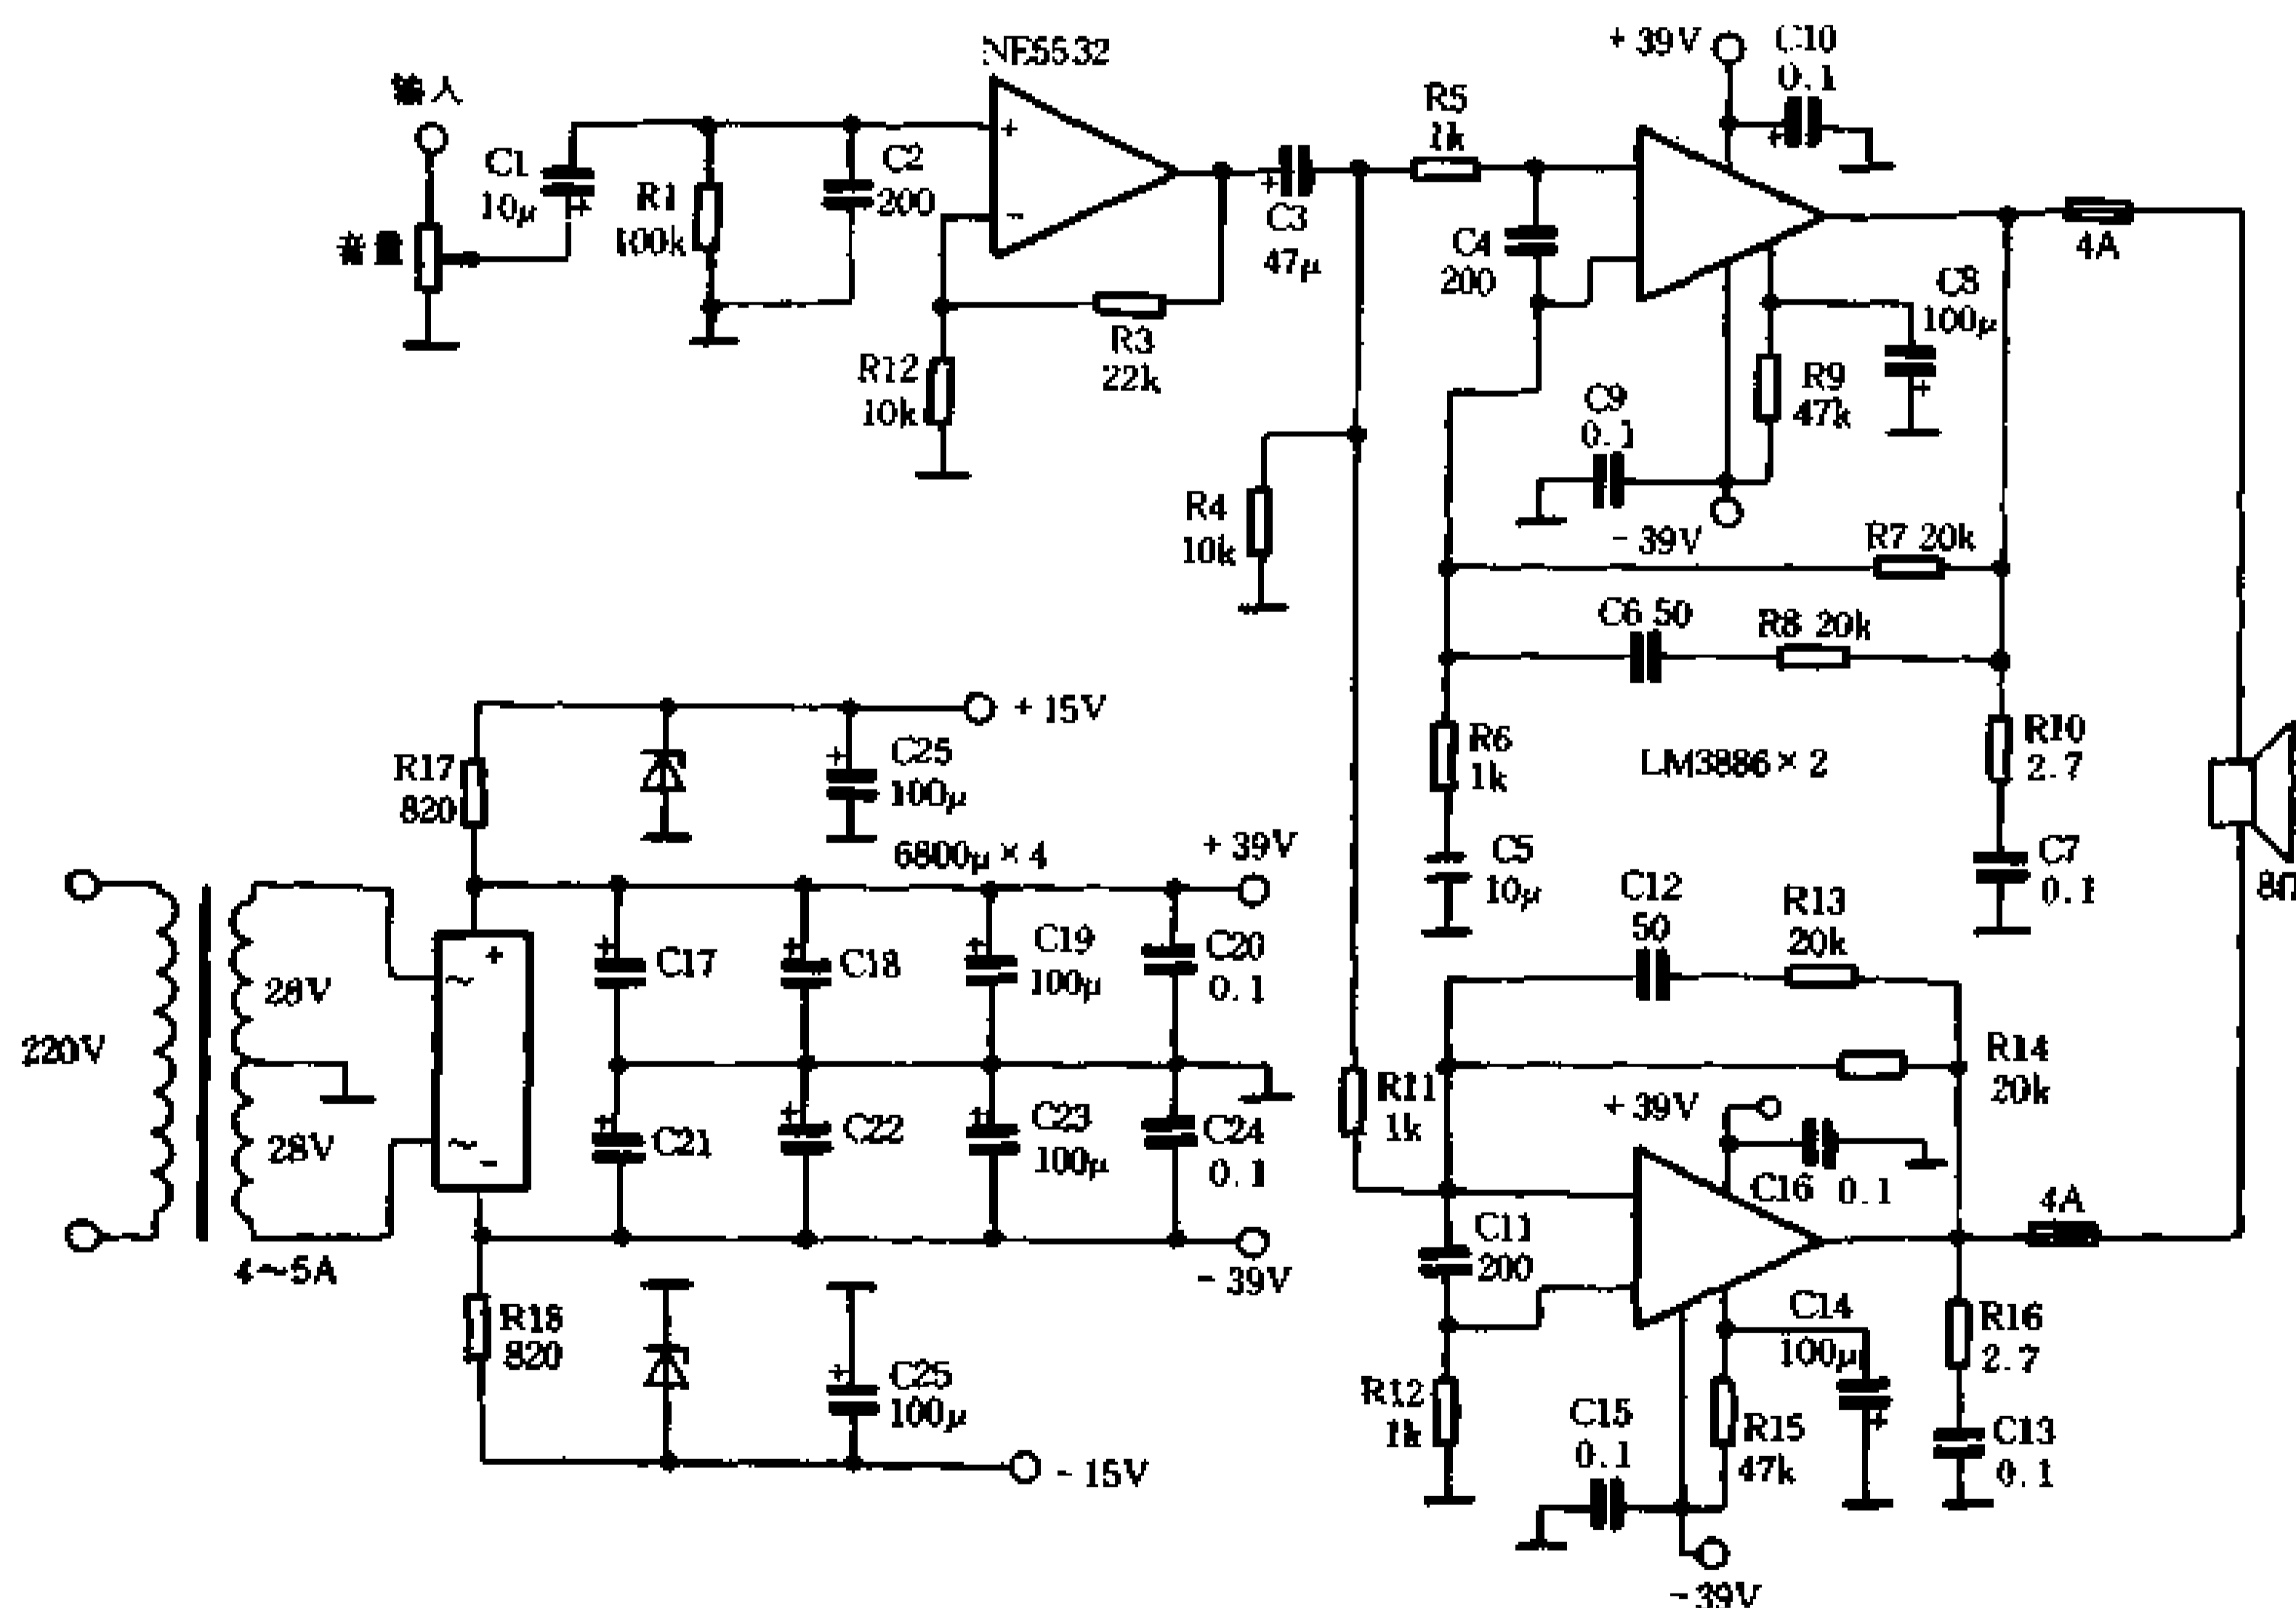 输入
音量
C1
10μ
R1
100k
C2
200
NE5532
+
−
R12
10k
R3
22k
+
C3
47μ
R4
10k
R5
1k
C4
200
+39V
C10
0.1
4A
C8
100μ
R9
47k
C9
0.1
−39V
R7 20k
C6 50
R8 20k
R6
1k
LM3886×2
R10
2.7
C5
10μ
C7
0.1
8Ω
+15V
R17
820
C25
100μ
6800μ×4
+39V
220V
28V
28V
4~5A
+
~
~
−
C17
C18
C19
100μ
C20
0.1
C21
C22
C23
100μ
C24
0.1
−39V
R18
820
C25
100μ
−15V
C12
50
R13
20k
R14
20k
R11
1k
+39V
C16 0.1
4A
C11
200
R12
1k
C14
100μ
C15
0.1
R15
47k
R16
2.7
C13
0.1
−39V